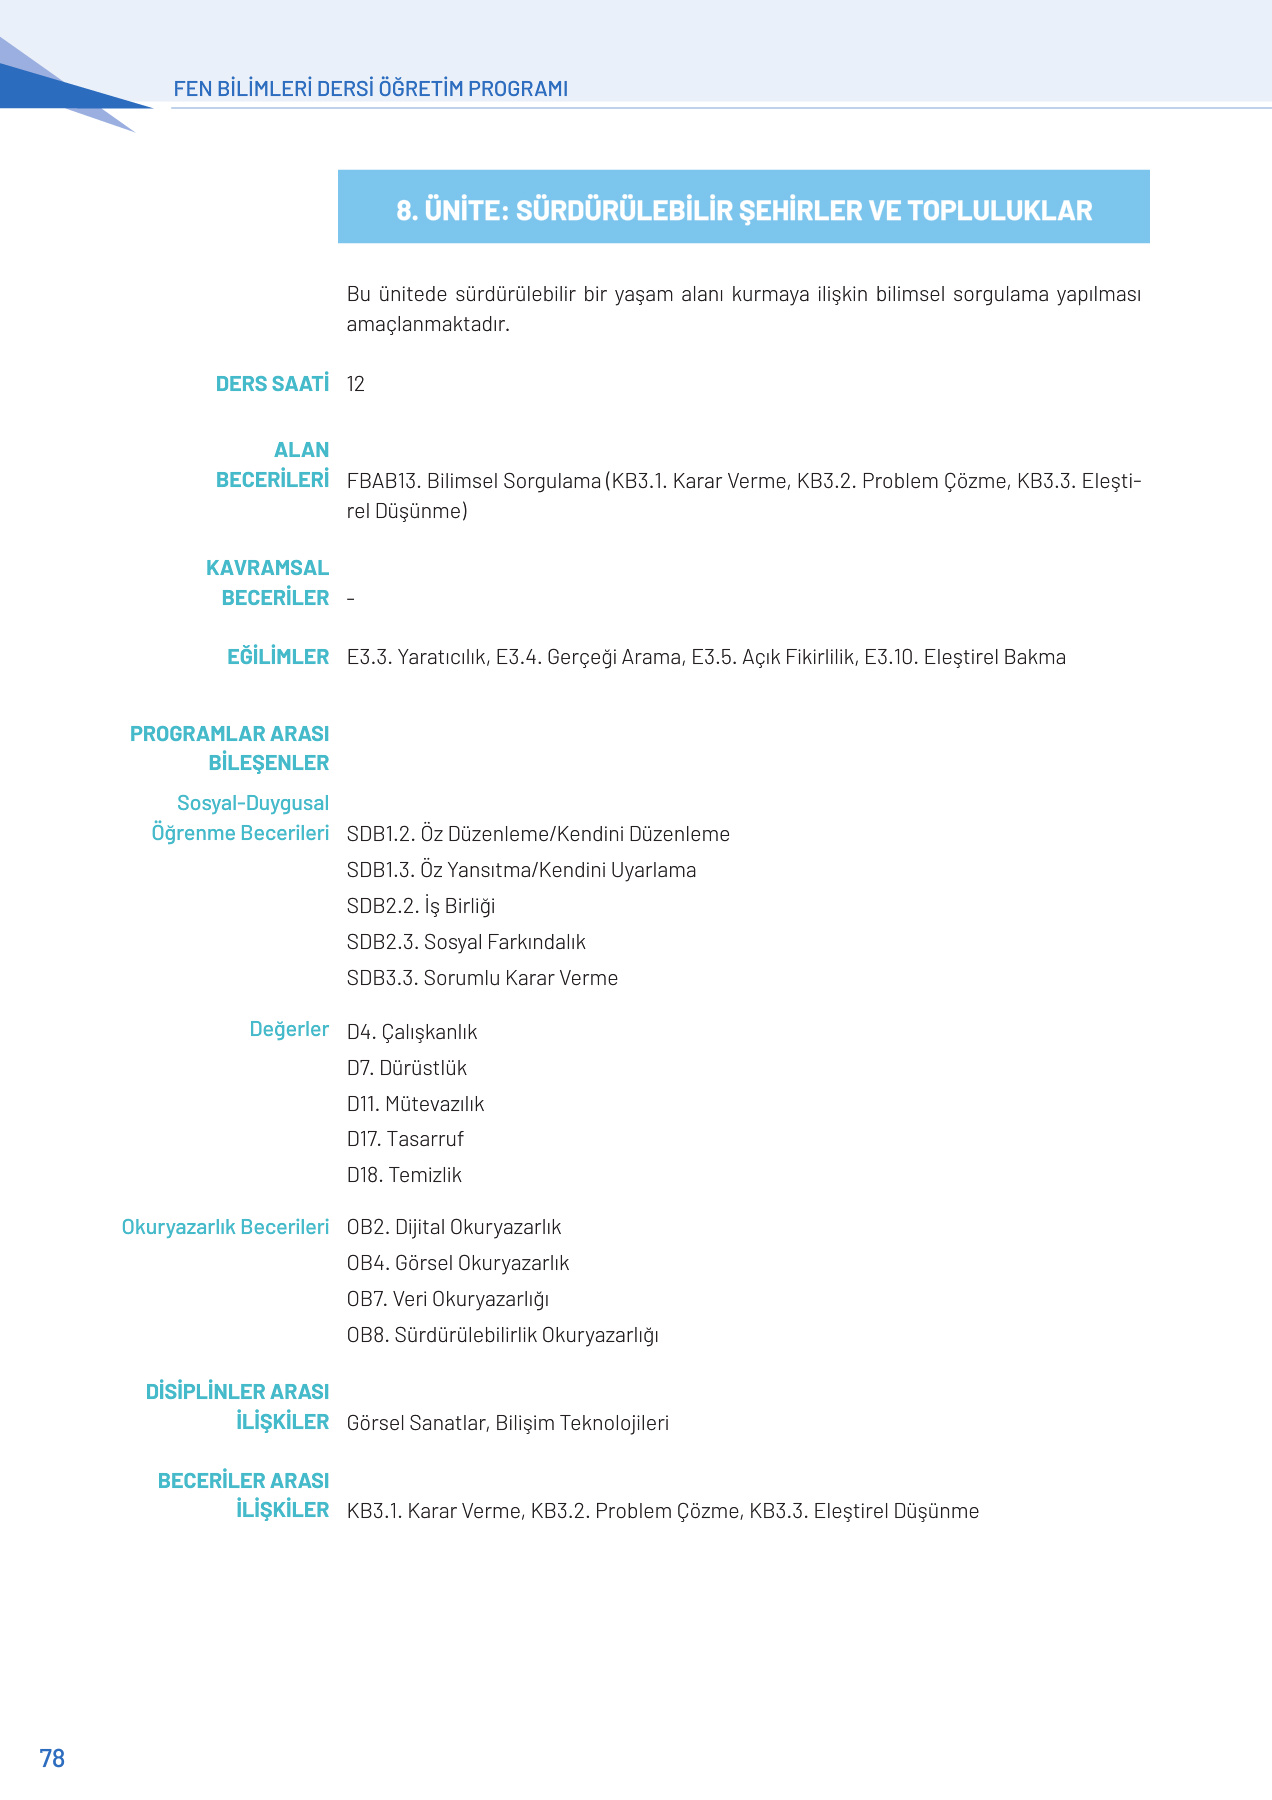 FEN BİLİMLERİ DERSİ ÖĞRETİM PROGRAMI
8. ÜNİTE: SÜRDÜRÜLEBİLİR ŞEHİRLER VE TOPLULUKLAR
Bu ünitede sürdürülebilir bir yaşam alanı kurmaya ilişkin bilimsel sorgulama yapılması
amaçlanmaktadır.
DERS SAATİ 12
ALAN
BECERİLERİ FBAB13. Bilimsel Sorgulama (KB3.1. Karar Verme, KB3.2. Problem Çözme, KB3.3. Eleşti-
rel Düşünme)
KAVRAMSAL
BECERİLER -
EĞİLİMLER E3.3. Yaratıcılık, E3.4. Gerçeği Arama, E3.5. Açık Fikirlilik, E3.10. Eleştirel Bakma
PROGRAMLAR ARASI
BİLEŞENLER
Sosyal-Duygusal
Öğrenme Becerileri SDB1.2. Öz Düzenleme/Kendini Düzenleme
SDB1.3. Öz Yansıtma/Kendini Uyarlama
SDB2.2. İş Birliği
SDB2.3. Sosyal Farkındalık
SDB3.3. Sorumlu Karar Verme
Değerler D4. Çalışkanlık
D7. Dürüstlük
D11. Mütevazılık
D17. Tasarruf
D18. Temizlik
Okuryazarlık Becerileri OB2. Dijital Okuryazarlık
OB4. Görsel Okuryazarlık
OB7. Veri Okuryazarlığı
OB8. Sürdürülebilirlik Okuryazarlığı
DİSİPLİNLER ARASI
İLİŞKİLER Görsel Sanatlar, Bilişim Teknolojileri
BECERİLER ARASI
İLİŞKİLER KB3.1. Karar Verme, KB3.2. Problem Çözme, KB3.3. Eleştirel Düşünme
78